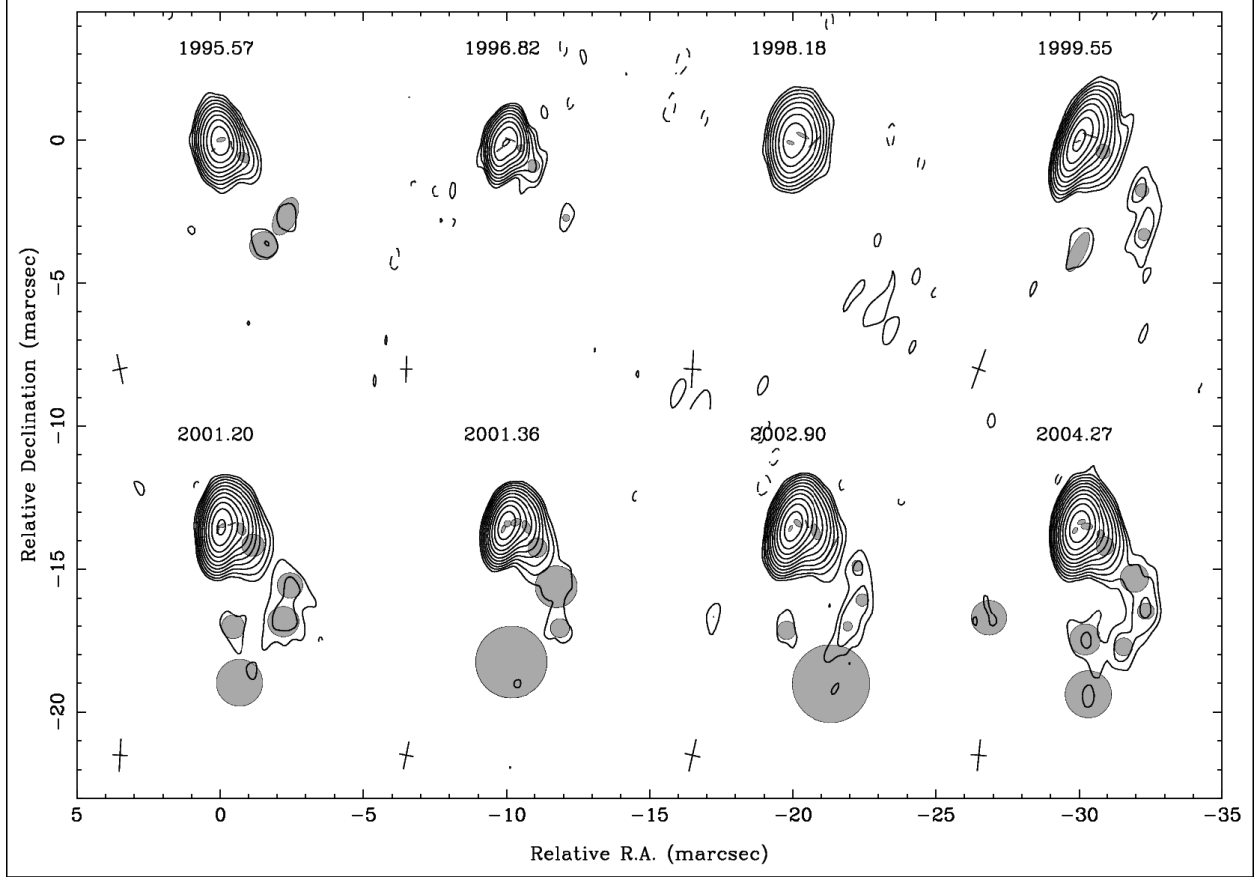 1995.57 1996.82 1998.18 1999.55
0
−5
−10
2001.20 2001.36 2002.90 2004.27
−15
−20
5 0 −5 −10 −15 −20 −25 −30 −35
Relative Declination (marcsec)
Relative R.A. (marcsec)